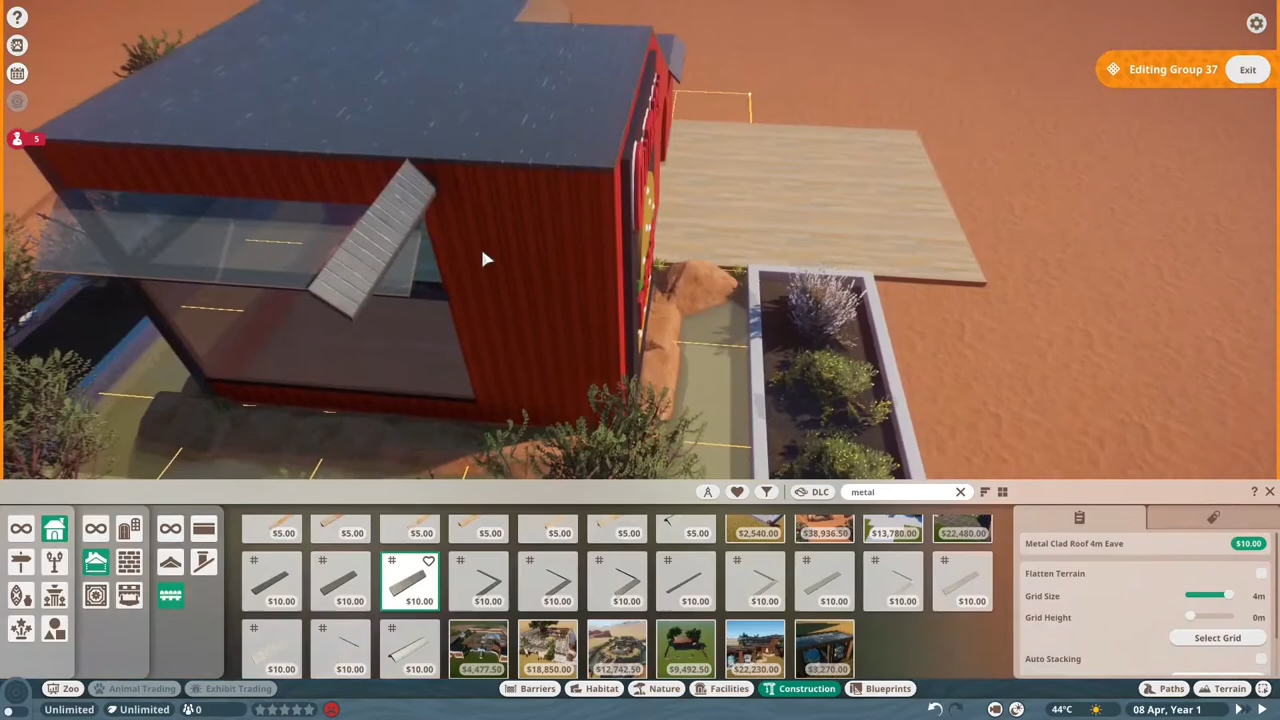 ?
Editing Group 37
Exit
5
DLC
metal
?
$5.00
$5.00
$5.00
$5.00
$5.00
$5.00
$5.00
$2,540.00
$38,936.50
$13,780.00
$22,480.00
$10.00
$10.00
$10.00
$10.00
$10.00
$10.00
$10.00
$10.00
$10.00
$10.00
$10.00
$10.00
$10.00
$10.00
$4,477.50
$18,850.00
$12,742.50
$9,492.50
$22,230.00
$3,270.00
Metal Clad Roof 4m Eave
$10.00
Flatten Terrain
Grid Size
4m
Grid Height
0m
Select Grid
Auto Stacking
Zoo
Animal Trading
Exhibit Trading
Barriers
Habitat
Nature
Facilities
Construction
Blueprints
Paths
Terrain
Unlimited
Unlimited
0
44°C
08 Apr, Year 1